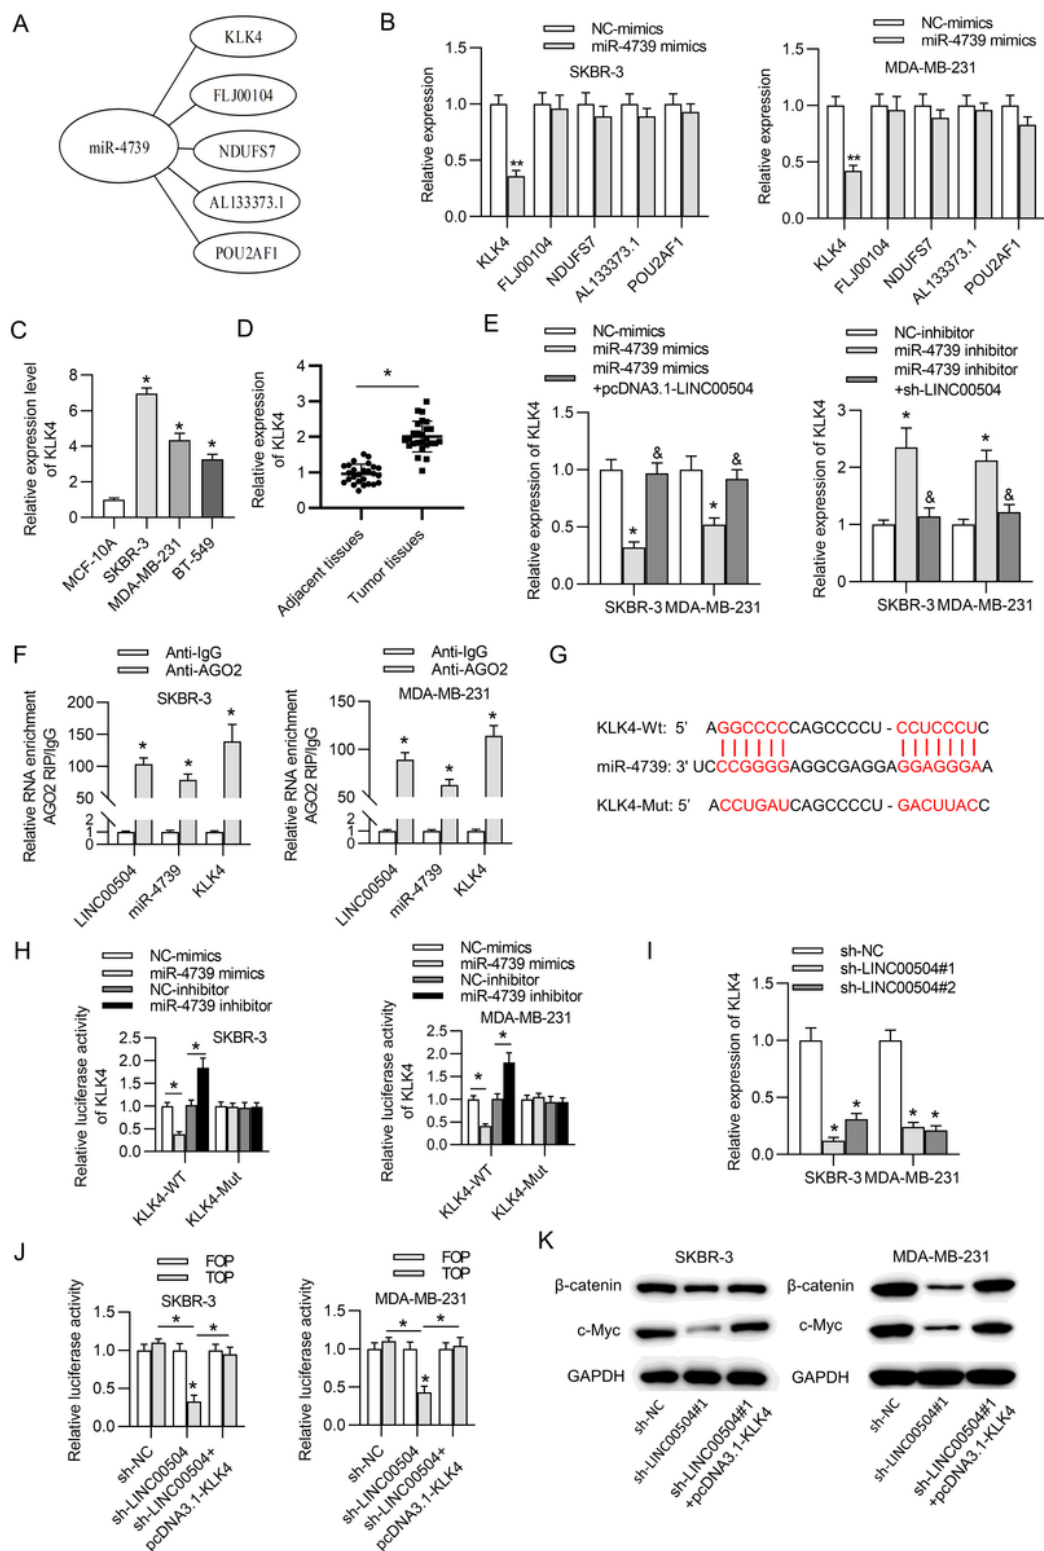 A
miR-4739
KLK4
FLJ00104
NDUFS7
AL133373.1
POU2AF1
B
NC-mimics
miR-4739 mimics
SKBR-3
Relative expression
1.5
1.0
0.5
0.0
**
KLK4
FLJ00104
NDUFS7
AL133373.1
POU2AF1
NC-mimics
miR-4739 mimics
MDA-MB-231
Relative expression
1.5
1.0
0.5
0.0
**
KLK4
FLJ00104
NDUFS7
AL133373.1
POU2AF1
C
Relative expression level
of KLK4
8
6
4
2
0
*
*
*
MCF-10A
SKBR-3
MDA-MB-231
BT-549
D
Relative expression
of KLK4
4
3
2
1
0
*
Adjacent tissues
Tumor tissues
E
NC-mimics
miR-4739 mimics
miR-4739 mimics
+pcDNA3.1-LINC00504
Relative expression of KLK4
1.5
1.0
0.5
0.0
*
&
*
&
SKBR-3 MDA-MB-231
NC-inhibitor
miR-4739 inhibitor
miR-4739 inhibitor
+sh-LINC00504
Relative expression of KLK4
3
2
1
0
*
&
*
&
SKBR-3 MDA-MB-231
F
Anti-IgG
Anti-AGO2
SKBR-3
Relative RNA enrichment
AGO2 RIP/IgG
200
150
100
50
2
1
0
*
*
*
LINC00504
miR-4739
KLK4
Anti-IgG
Anti-AGO2
MDA-MB-231
Relative RNA enrichment
AGO2 RIP/IgG
150
100
50
2
1
0
*
*
*
LINC00504
miR-4739
KLK4
G
KLK4-Wt: 5' AGGCCCCCAGCCCCU - CCUCCCUC
miR-4739: 3' UCCCGGGGAGGCGAGGAGGAGGGAA
KLK4-Mut: 5' ACCUGAUCAGCCCCU - GACUUACC
H
NC-mimics
miR-4739 mimics
NC-inhibitor
miR-4739 inhibitor
SKBR-3
Relative luciferase activity
of KLK4
2.5
2.0
1.5
1.0
0.5
0.0
*
*
KLK4-WT
KLK4-Mut
NC-mimics
miR-4739 mimics
NC-inhibitor
miR-4739 inhibitor
MDA-MB-231
Relative luciferase activity
of KLK4
2.5
2.0
1.5
1.0
0.5
0.0
*
*
KLK4-WT
KLK4-Mut
I
sh-NC
sh-LINC00504#1
sh-LINC00504#2
Relative expression of KLK4
1.5
1.0
0.5
0.0
*
*
*
*
SKBR-3 MDA-MB-231
J
FOP
TOP
SKBR-3
Relative luciferase activity
1.5
1.0
0.5
0.0
*
*
*
sh-NC
sh-LINC00504
sh-LINC00504+
pcDNA3.1-KLK4
FOP
TOP
MDA-MB-231
Relative luciferase activity
1.5
1.0
0.5
0.0
*
*
*
sh-NC
sh-LINC00504
sh-LINC00504+
pcDNA3.1-KLK4
K
SKBR-3
β-catenin
c-Myc
GAPDH
sh-NC
sh-LINC00504#1
sh-LINC00504#1
+pcDNA3.1-KLK4
MDA-MB-231
β-catenin
c-Myc
GAPDH
sh-NC
sh-LINC00504#1
sh-LINC00504#1
+pcDNA3.1-KLK4